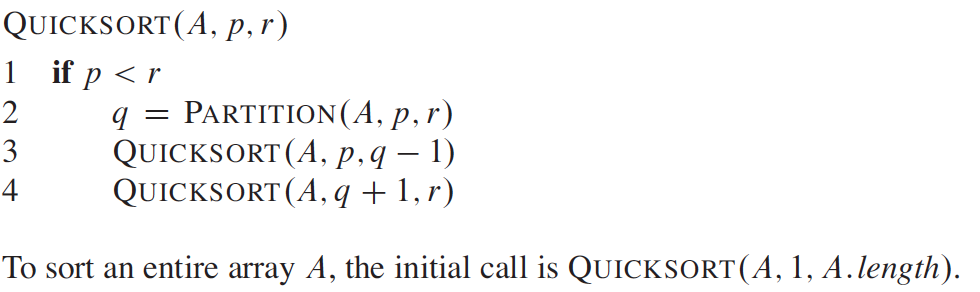 QUICKSORT(A, p, r)
1 if p < r
2 q = PARTITION(A, p, r)
3 QUICKSORT(A, p, q − 1)
4 QUICKSORT(A, q + 1, r)
To sort an entire array A, the initial call is QUICKSORT(A, 1, A.length).